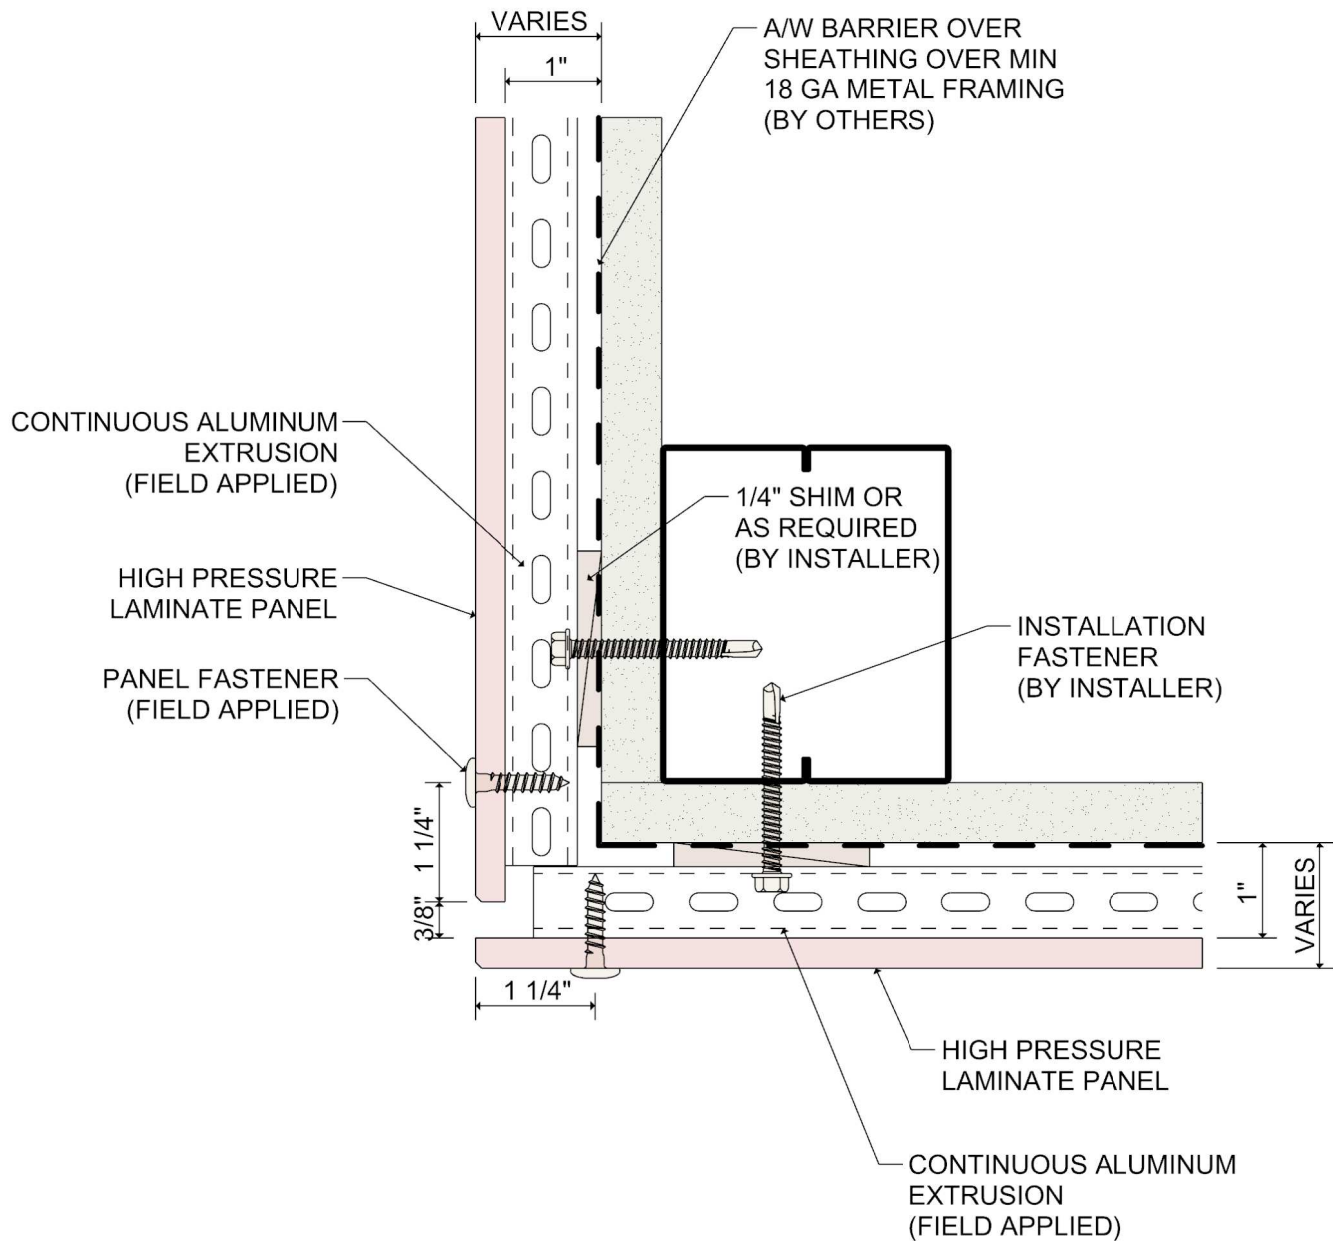 VARIES
1"
A/W BARRIER OVER
SHEATHING OVER MIN
18 GA METAL FRAMING
(BY OTHERS)
CONTINUOUS ALUMINUM
EXTRUSION
(FIELD APPLIED)
1/4" SHIM OR
AS REQUIRED
(BY INSTALLER)
HIGH PRESSURE
LAMINATE PANEL
INSTALLATION
FASTENER
(BY INSTALLER)
PANEL FASTENER
(FIELD APPLIED)
1 1/4"
3/8"
1"
VARIES
1 1/4"
HIGH PRESSURE
LAMINATE PANEL
CONTINUOUS ALUMINUM
EXTRUSION
(FIELD APPLIED)